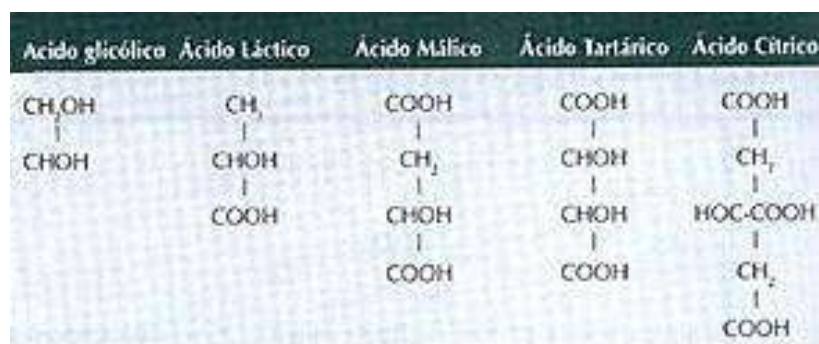 Acido glicólico Ácido Láctico Ácido Málico Ácido Tartárico Ácido Cítrico
CH₂OH CH₃ COOH COOH COOH
CHOH CHOH CH₂ CHOH CH₂
COOH CHOH CHOH HOC-COOH
COOH COOH CH₂
COOH